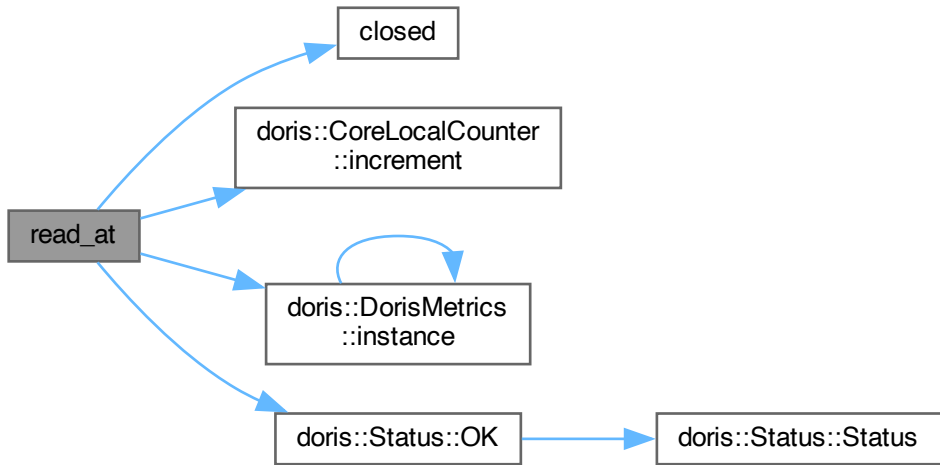 closed
doris::CoreLocalCounter
::increment
read_at
doris::DorisMetrics
::instance
doris::Status::OK
doris::Status::Status